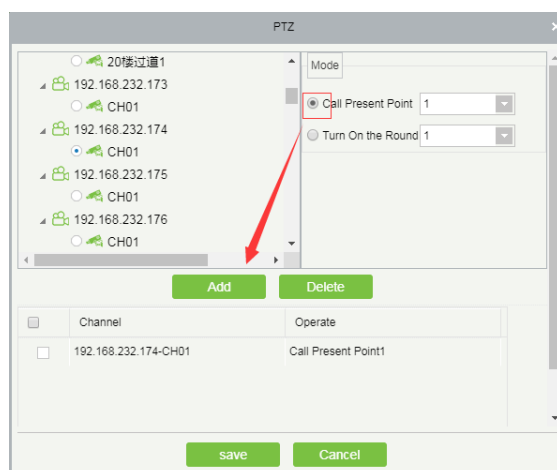 PTZ
20楼过道1
192.168.232.173
CH01
192.168.232.174
CH01
192.168.232.175
CH01
192.168.232.176
CH01
Mode
Call Present Point 1
Turn On the Round 1
Add Delete
Channel Operate
192.168.232.174-CH01 Call Present Point1
save Cancel